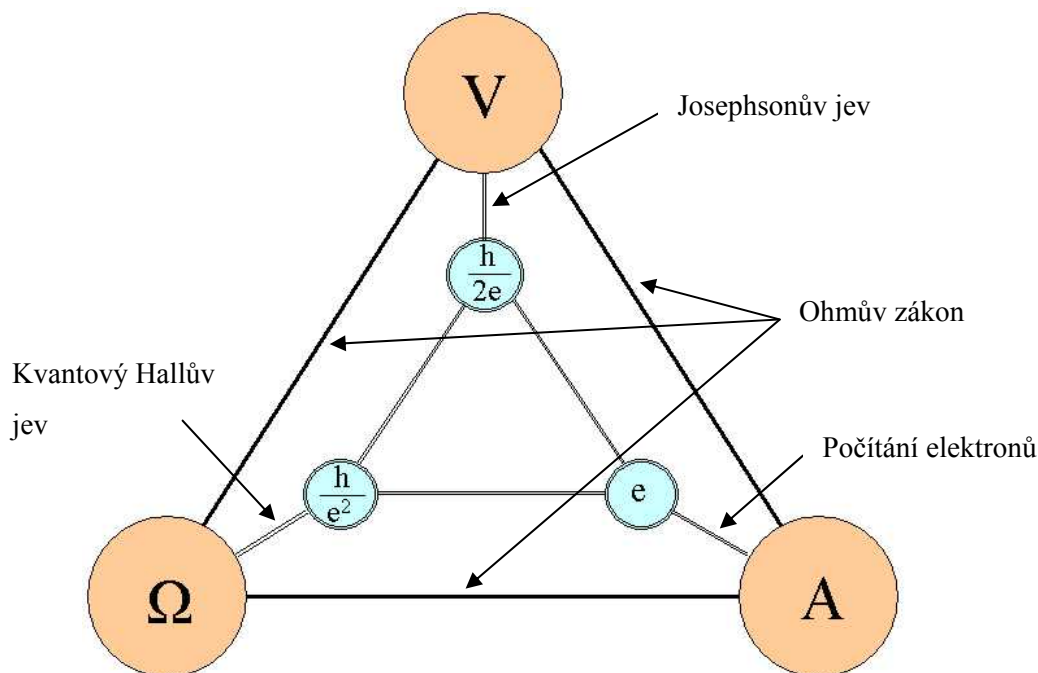 V
Josephsonův jev
h
2e
Ohmův zákon
Kvantový Hallův
jev
Počítání elektronů
h
e²
e
Ω
A